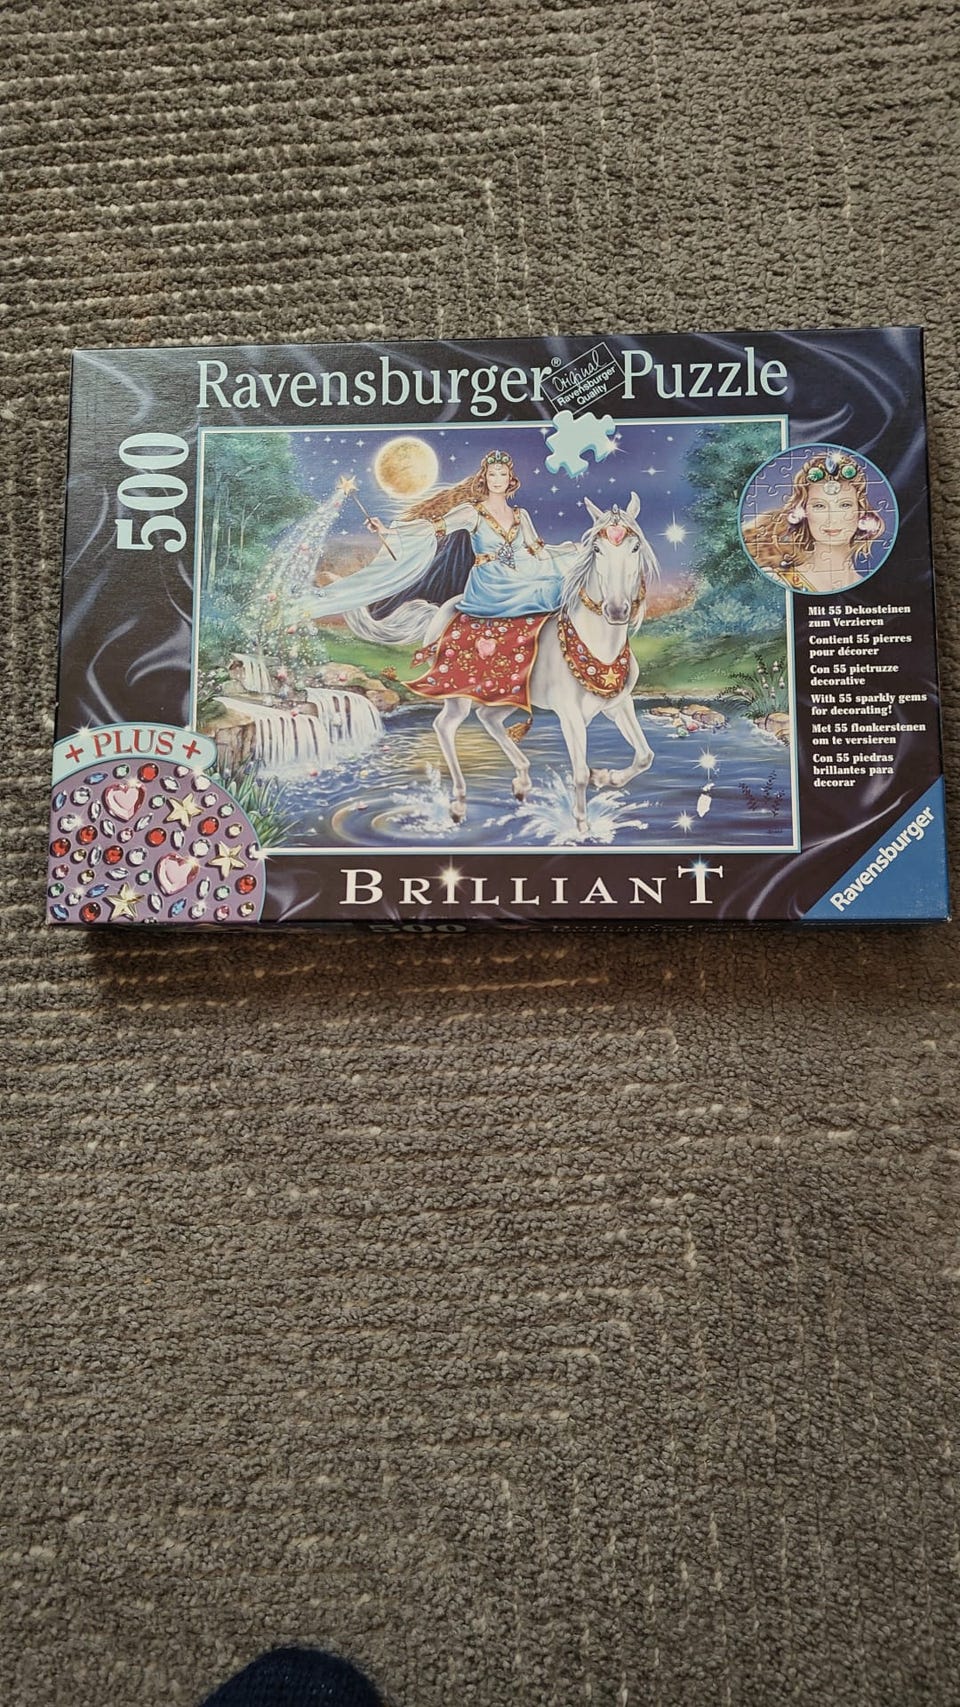 Ravensburger® Puzzle
Original
Ravensburger
Quality
500
Mit 55 Dekosteinen
zum Verzieren
Contient 55 pierres
pour décorer
Con 55 pietruzze
decorative
With 55 sparkly gems
for decorating!
Met 55 flonkerstenen
om te versieren
Con 55 piedras
brillantes para
decorar
+ PLUS +
BRILLIANT
Ravensburger
500